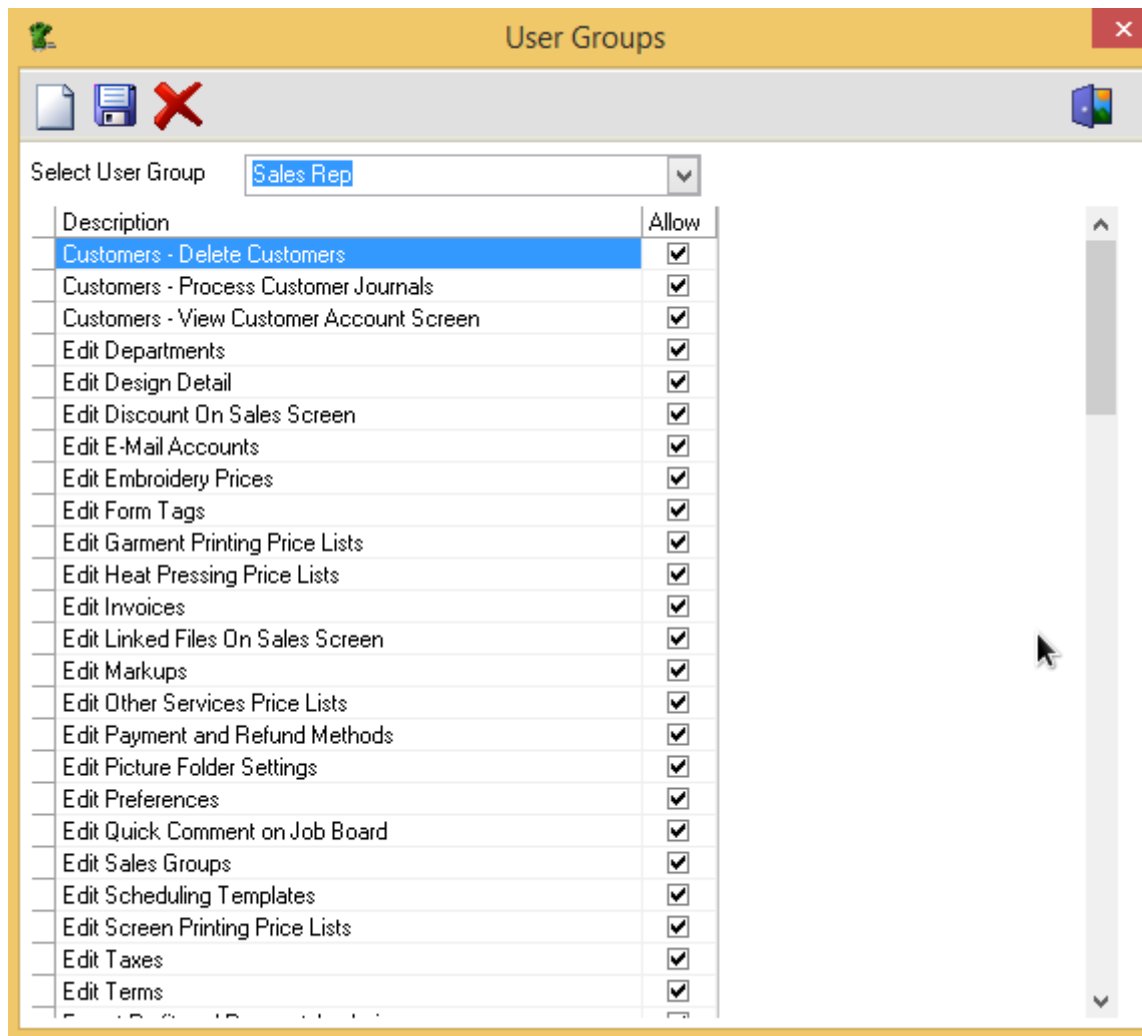 User Groups
Select User Group Sales Rep
Description Allow
Customers - Delete Customers
Customers - Process Customer Journals
Customers - View Customer Account Screen
Edit Departments
Edit Design Detail
Edit Discount On Sales Screen
Edit E-Mail Accounts
Edit Embroidery Prices
Edit Form Tags
Edit Garment Printing Price Lists
Edit Heat Pressing Price Lists
Edit Invoices
Edit Linked Files On Sales Screen
Edit Markups
Edit Other Services Price Lists
Edit Payment and Refund Methods
Edit Picture Folder Settings
Edit Preferences
Edit Quick Comment on Job Board
Edit Sales Groups
Edit Scheduling Templates
Edit Screen Printing Price Lists
Edit Taxes
Edit Terms